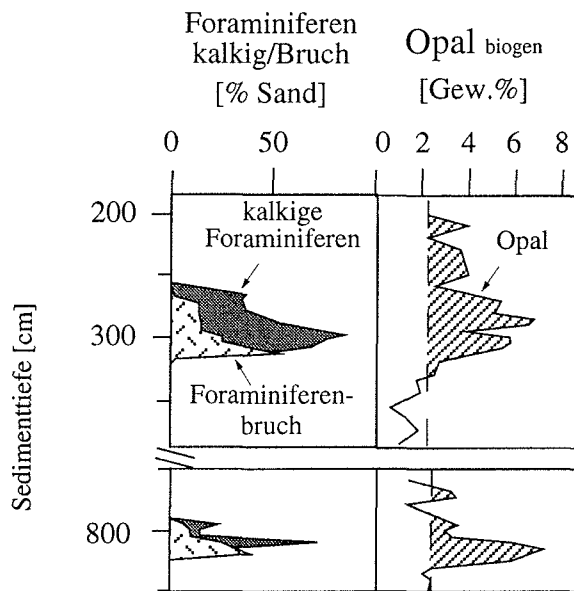 Foraminiferen
kalkig/Bruch
[% Sand]
Opal biogen
[Gew.%]
0 50
0 2 4 6 8
Sedimenttiefe [cm]
200
300
800
kalkige
Foraminiferen
Foraminiferen-
bruch
Opal